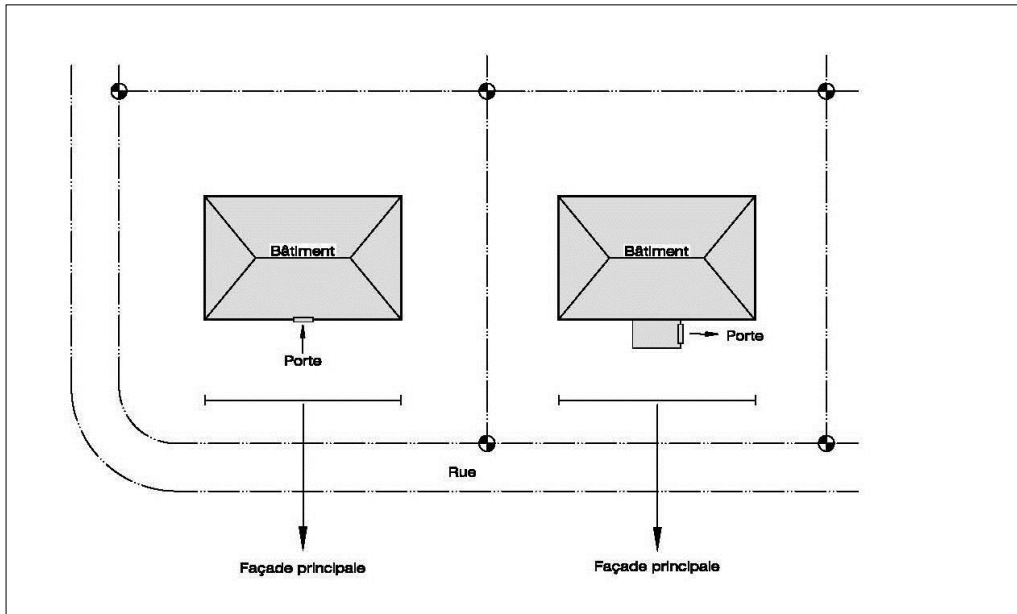 Bâtiment
Bâtiment
Porte
Porte
Rue
Façade principale
Façade principale